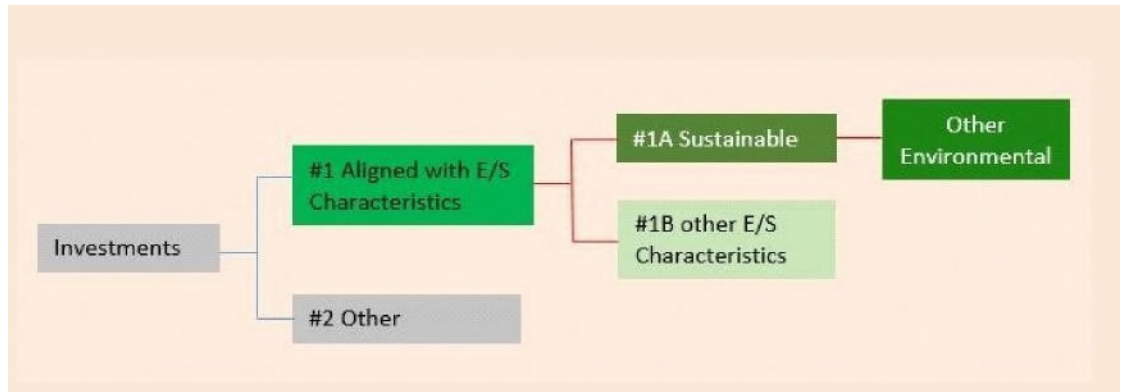 Investments
#1 Aligned with E/S
Characteristics
#2 Other
#1A Sustainable
#1B other E/S
Characteristics
Other
Environmental